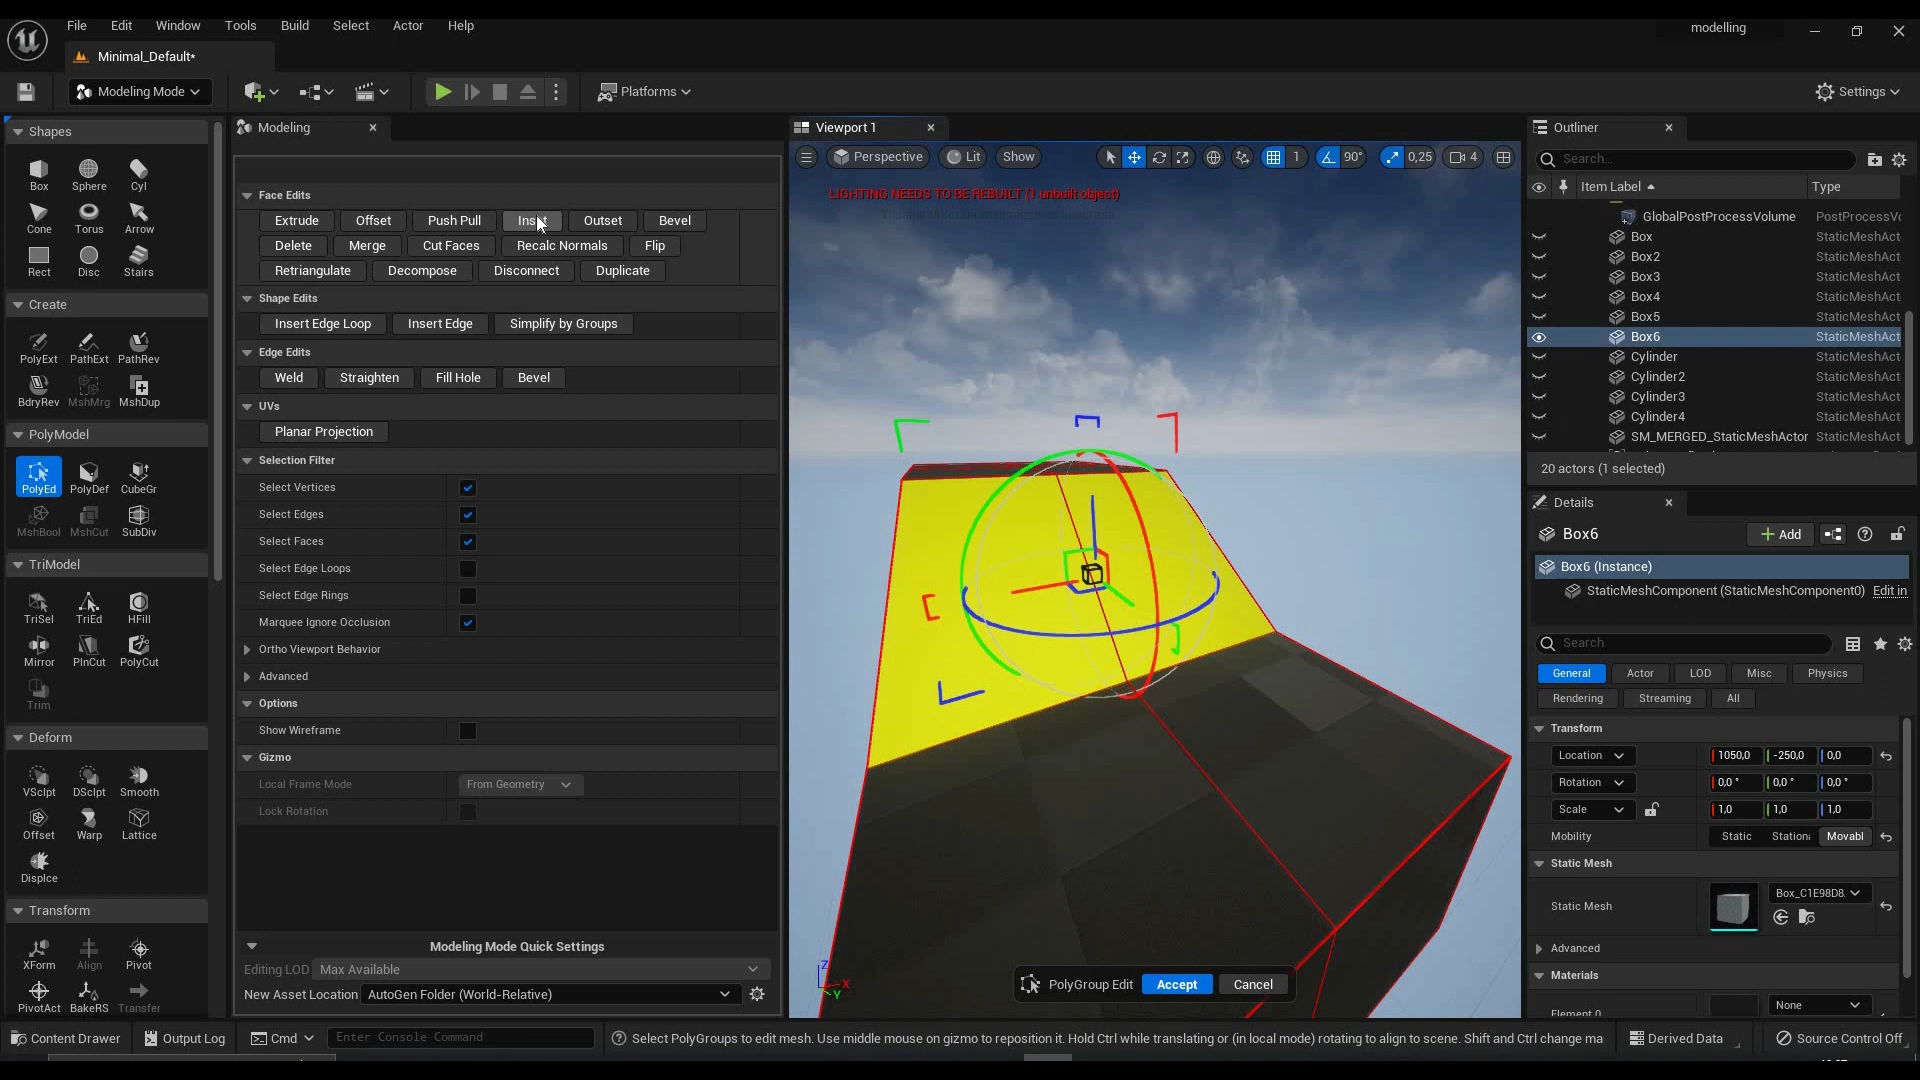 File Edit Window Tools Build Select Actor Help
modelling
Minimal_Default*
Modeling Mode
Platforms
Settings
Shapes
Box Sphere Cyl
Cone Torus Arrow
Rect Disc Stairs
Create
PolyExt PathExt PathRev
BdryRev MshMrg MshDup
PolyModel
PolyEd PolyDef CubeGr
MshBool MshCut SubDiv
TriModel
TriSel TriEd HFill
Mirror PlnCut PolyCut
Trim
Deform
VSclpt DSclpt Smooth
Offset Warp Lattice
Displce
Transform
XForm Align Pivot
PivotAct BakeRS Transfer
Modeling
Face Edits
Extrude Offset Push Pull Inset Outset Bevel
Delete Merge Cut Faces Recalc Normals Flip
Retriangulate Decompose Disconnect Duplicate
Shape Edits
Insert Edge Loop Insert Edge Simplify by Groups
Edge Edits
Weld Straighten Fill Hole Bevel
UVs
Planar Projection
Selection Filter
Select Vertices
Select Edges
Select Faces
Select Edge Loops
Select Edge Rings
Marquee Ignore Occlusion
Ortho Viewport Behavior
Advanced
Options
Show Wireframe
Gizmo
Local Frame Mode From Geometry
Lock Rotation
Modeling Mode Quick Settings
Editing LOD Max Available
New Asset Location AutoGen Folder (World-Relative)
Viewport 1
Perspective Lit Show 1 90° 0,25 4
LIGHTING NEEDS TO BE REBUILT (1 unbuilt object)
Z
X
Y
PolyGroup Edit Accept Cancel
Outliner
Search...
Item Label Type
GlobalPostProcessVolume PostProcessVo
Box StaticMeshAct
Box2 StaticMeshAct
Box3 StaticMeshAct
Box4 StaticMeshAct
Box5 StaticMeshAct
Box6 StaticMeshAct
Cylinder StaticMeshAct
Cylinder2 StaticMeshAct
Cylinder3 StaticMeshAct
Cylinder4 StaticMeshAct
SM_MERGED_StaticMeshActor StaticMeshAct
20 actors (1 selected)
Details
Box6
Add
Box6 (Instance)
StaticMeshComponent (StaticMeshComponent0) Edit in
Search
General Actor LOD Misc Physics
Rendering Streaming All
Transform
Location 1050,0 -250,0 0,0
Rotation 0,0 ° 0,0 ° 0,0 °
Scale 1,0 1,0 1,0
Mobility Static Station Movabl
Static Mesh
Static Mesh Box_C1E98D8
Advanced
Materials
Element 0 None
Content Drawer Output Log Cmd Enter Console Command
Select PolyGroups to edit mesh. Use middle mouse on gizmo to reposition it. Hold Ctrl while translating or (in local mode) rotating to align to scene. Shift and Ctrl change ma
Derived Data Source Control Off